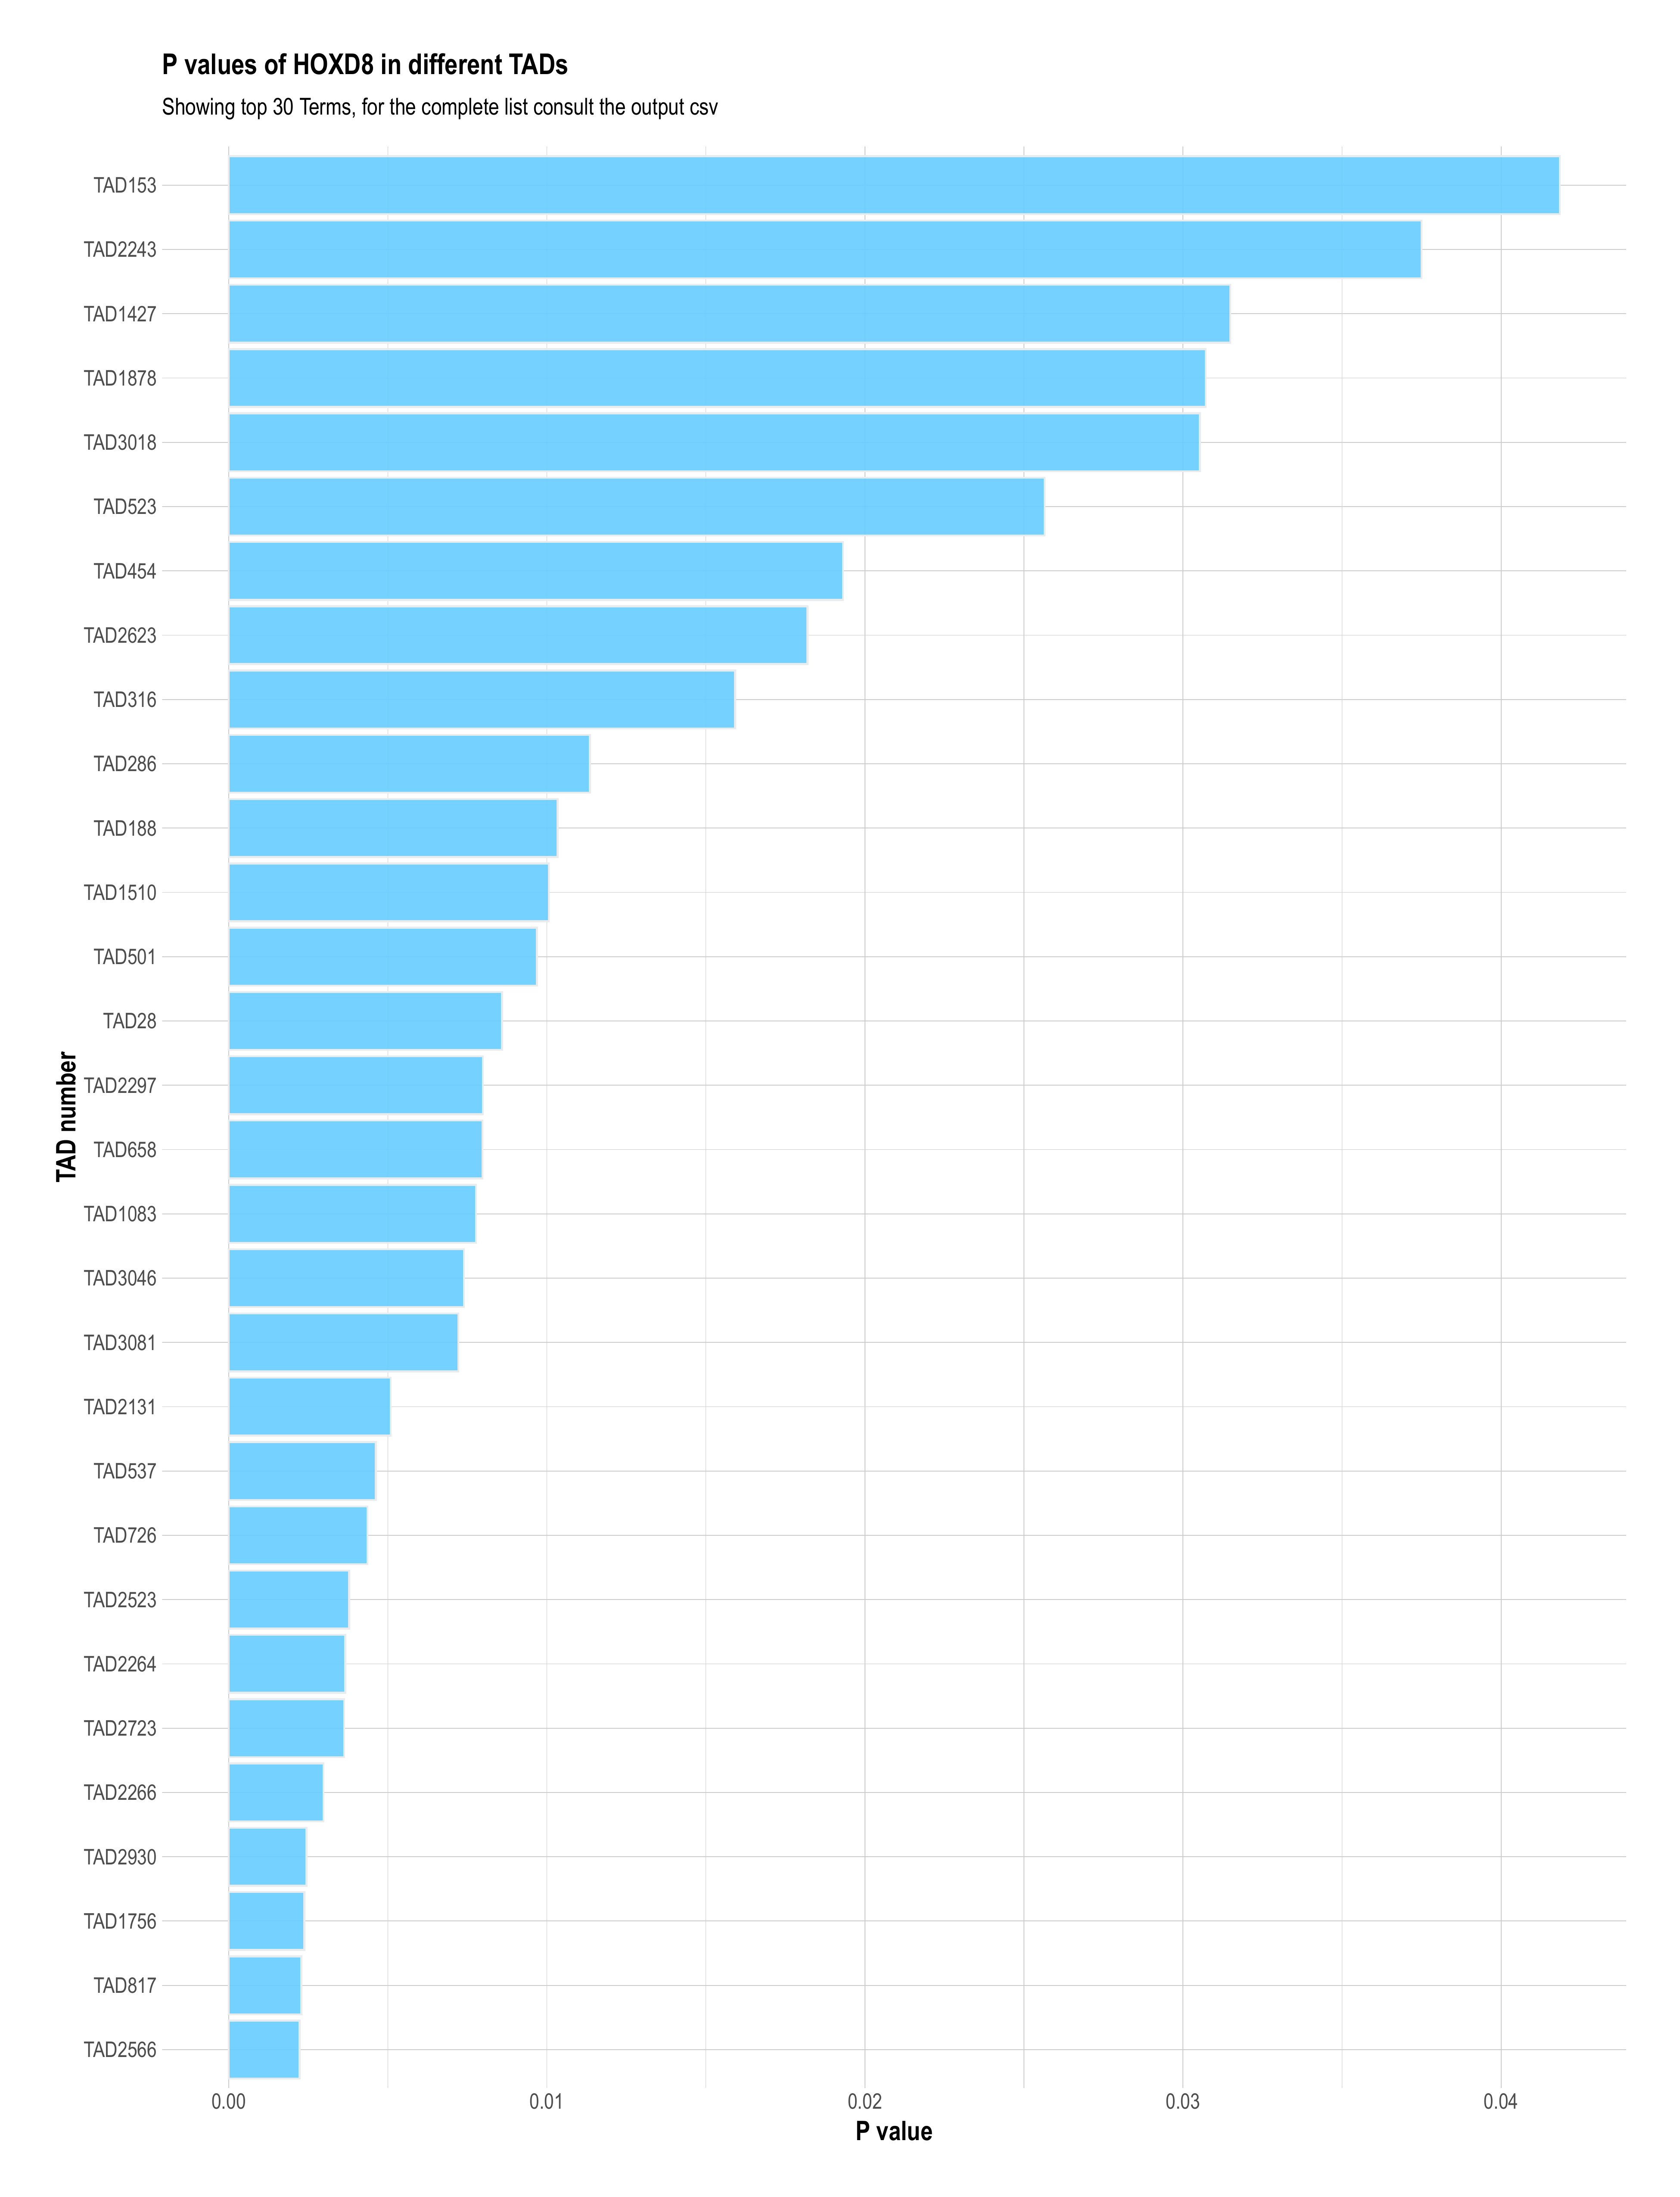 P values of HOXD8 in different TADs
Showing top 30 Terms, for the complete list consult the output csv
TAD153
TAD2243
TAD1427
TAD1878
TAD3018
TAD523
TAD454
TAD2623
TAD316
TAD286
TAD188
TAD1510
TAD501
TAD28
TAD2297
TAD658
TAD1083
TAD3046
TAD3081
TAD2131
TAD537
TAD726
TAD2523
TAD2264
TAD2723
TAD2266
TAD2930
TAD1756
TAD817
TAD2566
TAD number
0.00 0.01 0.02 0.03 0.04
P value